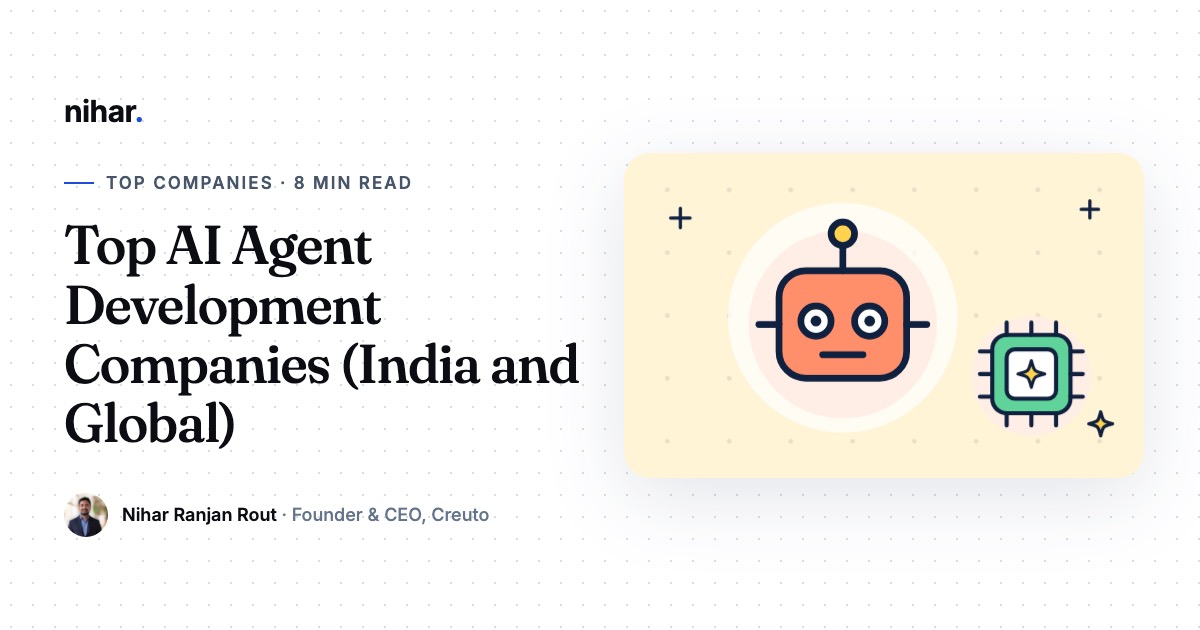 nihar.
TOP COMPANIES · 8 MIN READ
Top AI Agent
Development
Companies (India and
Global)
Nihar Ranjan Rout · Founder & CEO, Creuto